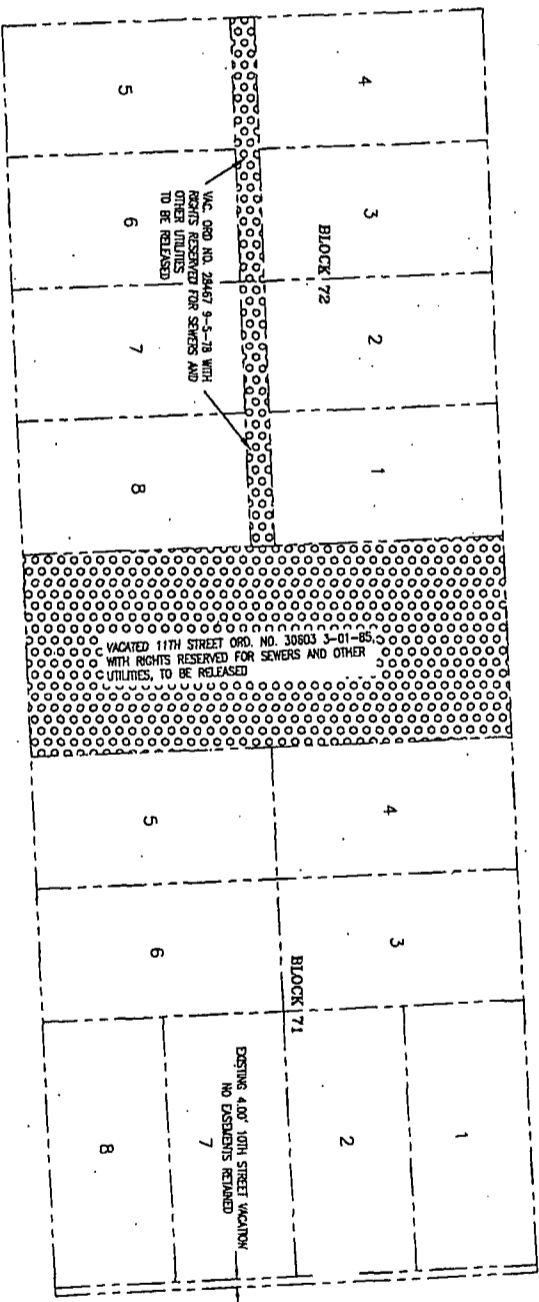 4
3
BLOCK 72
2
1
5
6
7
8
VAC. ORD NO. 28467 9-5-78 WITH
RIGHTS RESERVED FOR SEWERS AND
OTHER UTILITIES
TO BE RELEASED
VACATED 11TH STREET ORD. NO. 30603 3-01-85,
WITH RIGHTS RESERVED FOR SEWERS AND OTHER
UTILITIES, TO BE RELEASED
4
3
BLOCK 71
2
1
5
6
7
8
EXISTING 4.00' 10TH STREET VACATION
NO EASEMENTS RETAINED